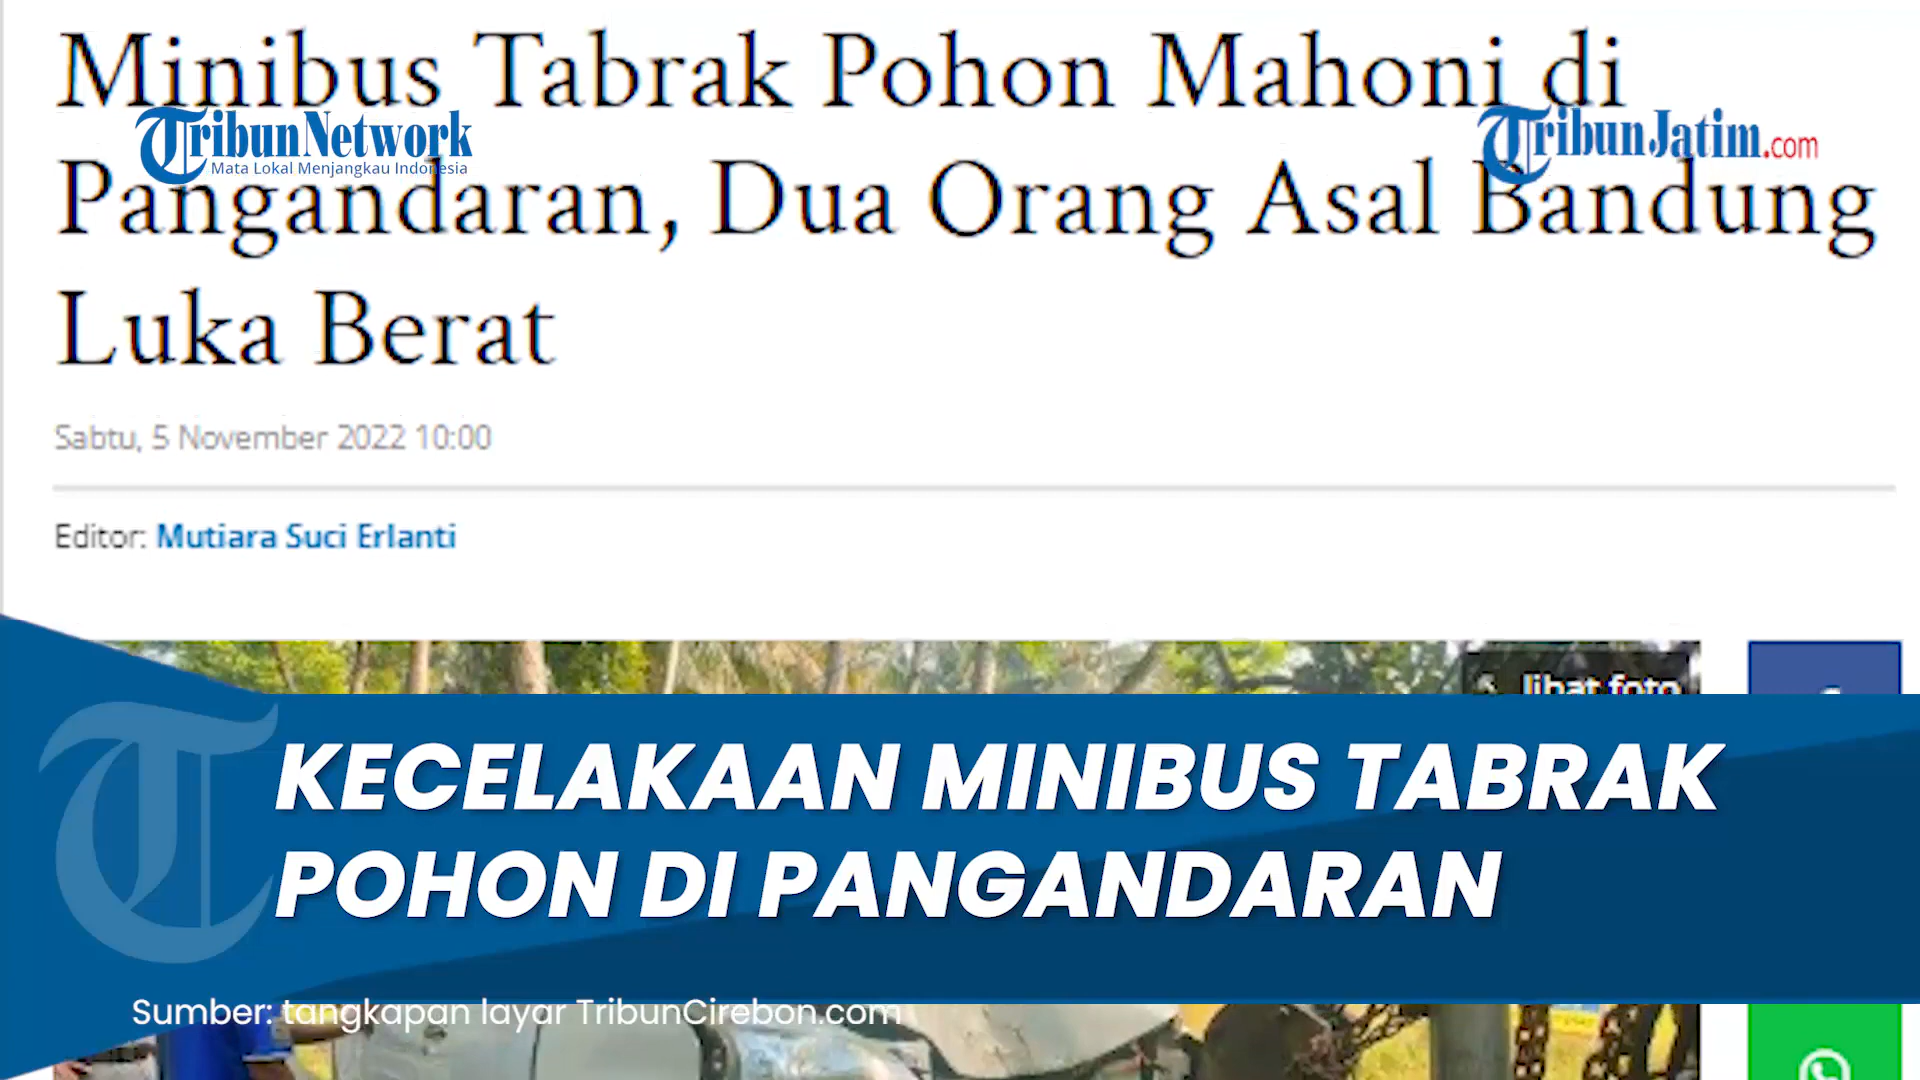 Minibus Tabrak Pohon Mahoni di
TribunNetwork
Mata Lokal Menjangkau Indonesia
TribunJatim.com
Pangandaran, Dua Orang Asal Bandung
Luka Berat
Sabtu, 5 November 2022 10:00
Editor: Mutiara Suci Erlanti
lihat foto
KECELAKAAN MINIBUS TABRAK
POHON DI PANGANDARAN
Sumber: tangkapan layar TribunCirebon.com